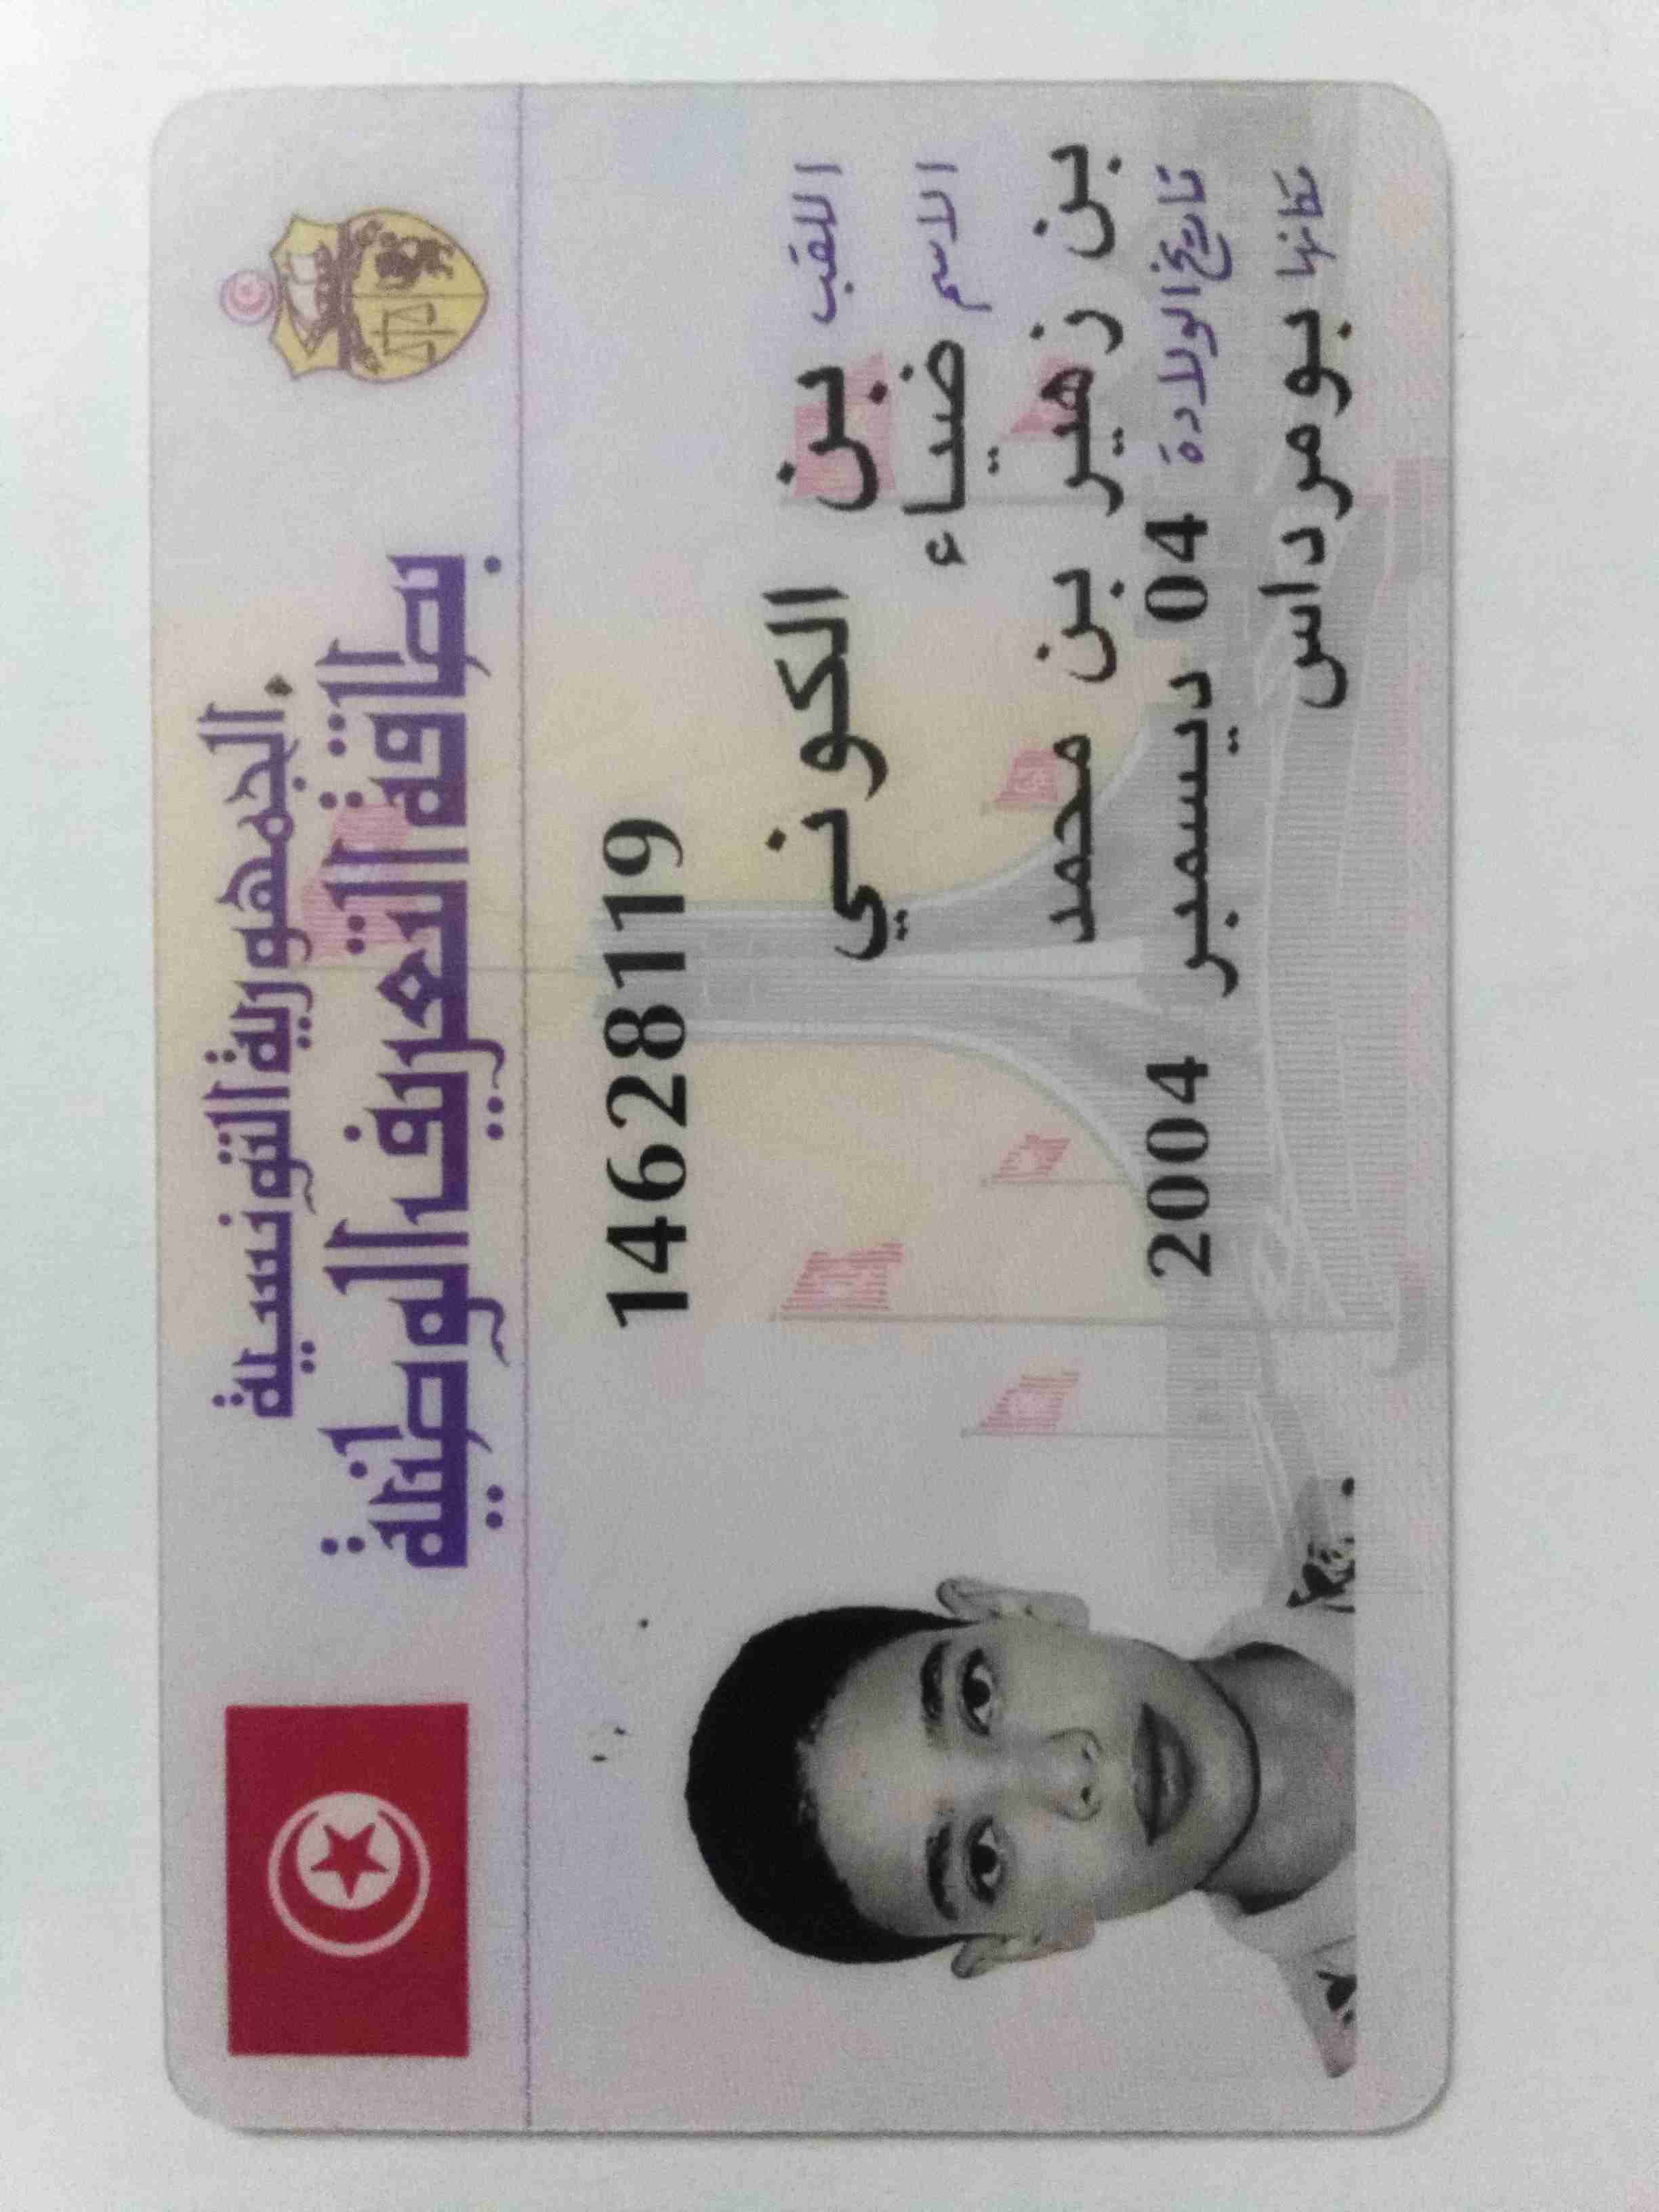 الجمهورية التونسية
بطاقة التعريف الوطنية
14628119
اللقب بن الكوني
الاسم ضياء
بن زهير بن محمد
تاريخ الولادة 04 ديسمبر 2004
مكانها بومرداس